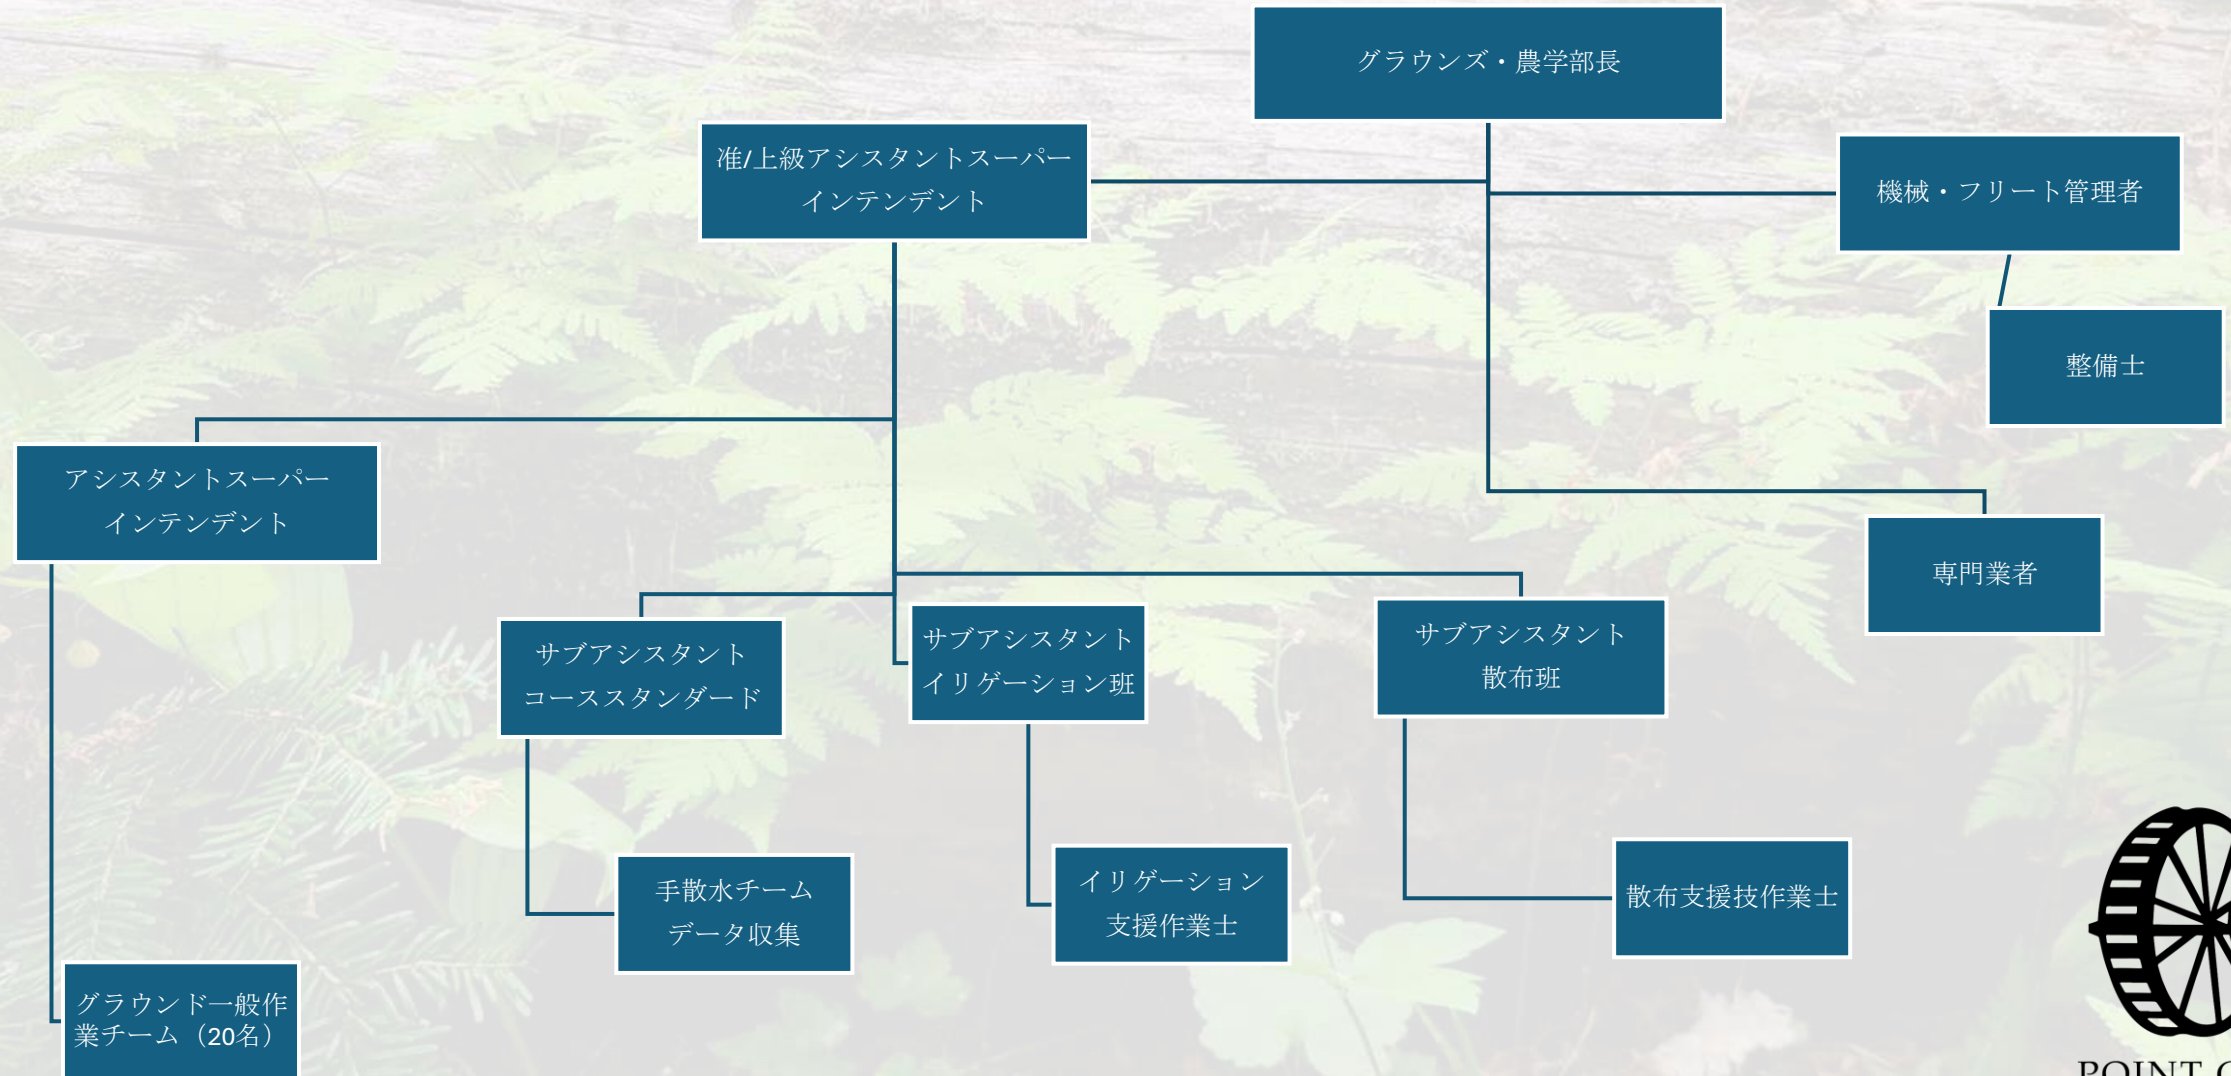 グラウンズ・農学部長
准/上級アシスタントスーパー
インテンデント
機械・フリート管理者
整備士
アシスタントスーパー
インテンデント
専門業者
サブアシスタント
コーススタンダード
サブアシスタント
イリゲーション班
サブアシスタント
散布班
手散水チーム
データ収集
イリゲーション
支援作業士
散布支援技作業士
グラウンド一般作
業チーム（20名）
POINT